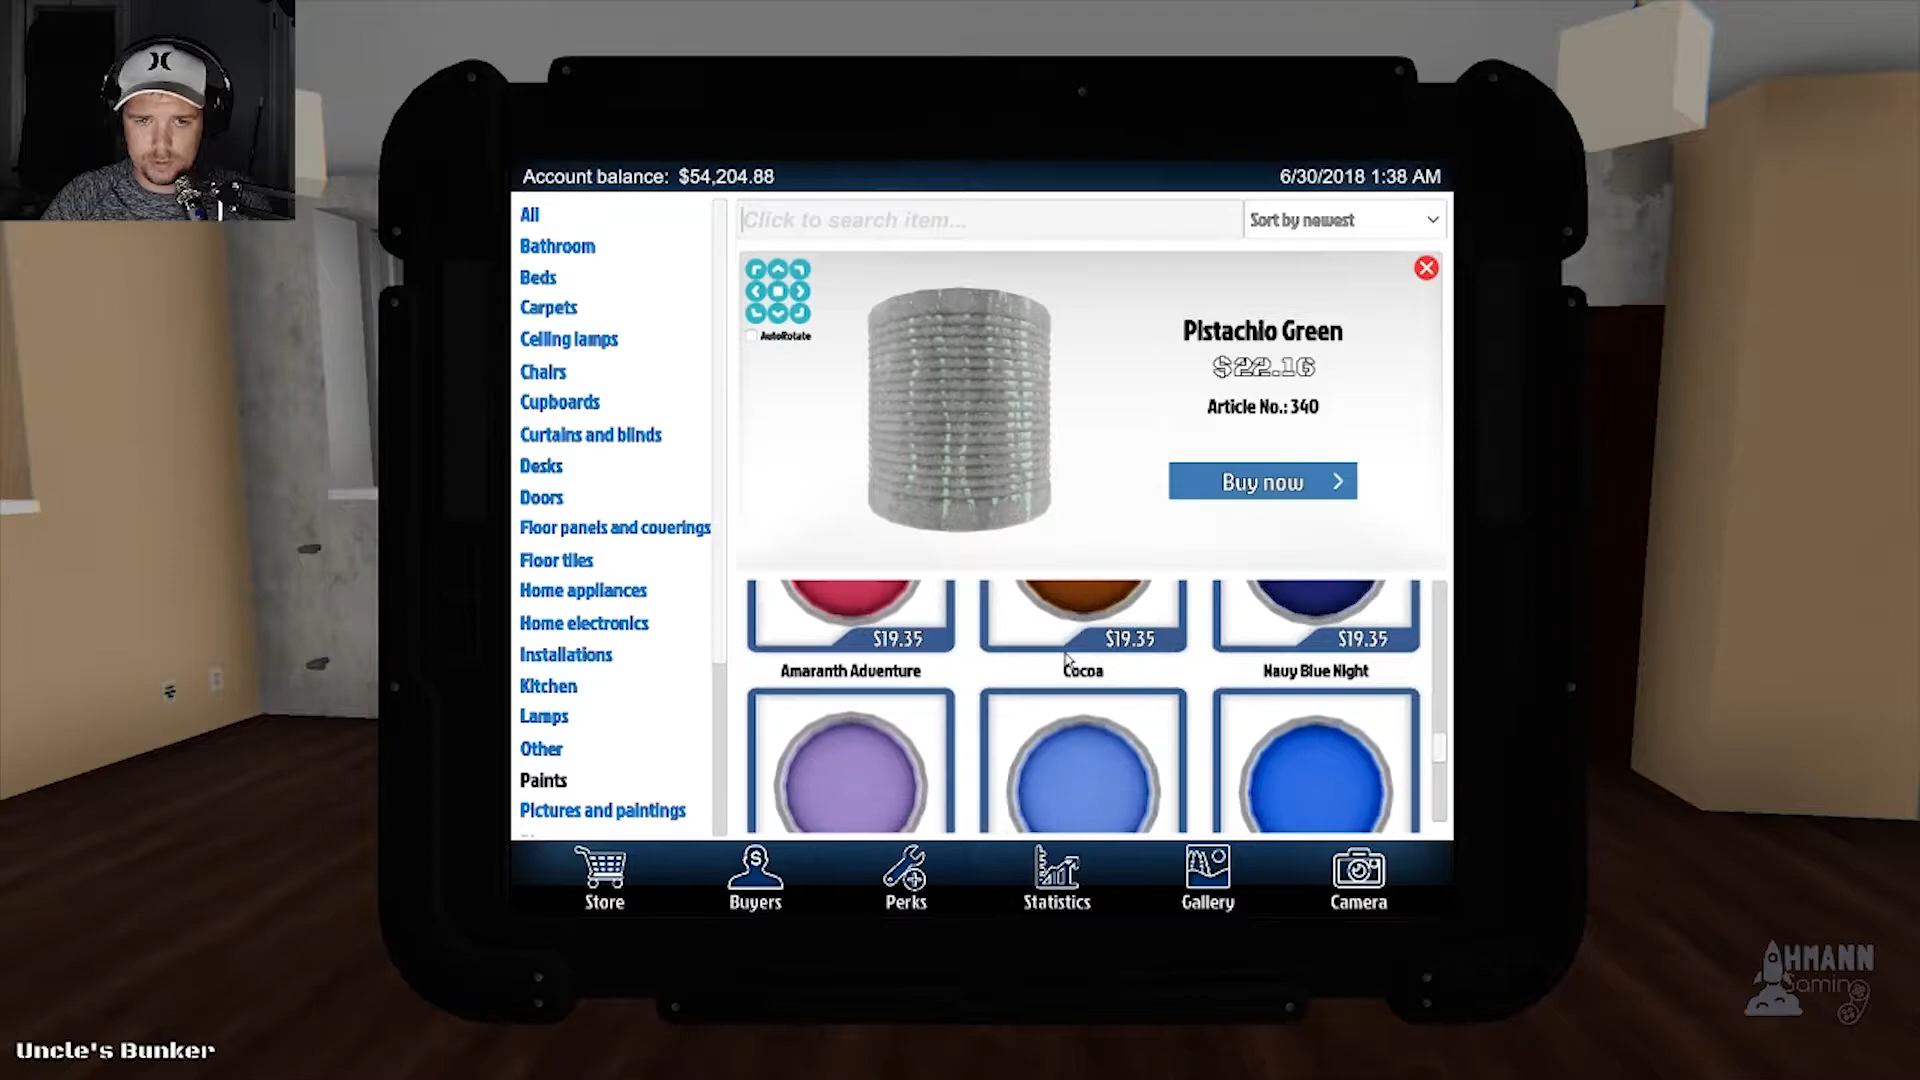 Account balance: $54,204.88
6/30/2018 1:38 AM
All
Bathroom
Beds
Carpets
Ceiling lamps
Chairs
Cupboards
Curtains and blinds
Desks
Doors
Floor panels and coverings
Floor tiles
Home appliances
Home electronics
Installations
Kitchen
Lamps
Other
Paints
Pictures and paintings
Click to search item...
Sort by newest
AutoRotate
Pistachio Green
$22.16
Article No.: 340
Buy now
$19.35
$19.35
$19.35
Amaranth Adventure
Cocoa
Navy Blue Night
Store
Buyers
Perks
Statistics
Gallery
Camera
AHMANN
Gaming
Uncle's Bunker